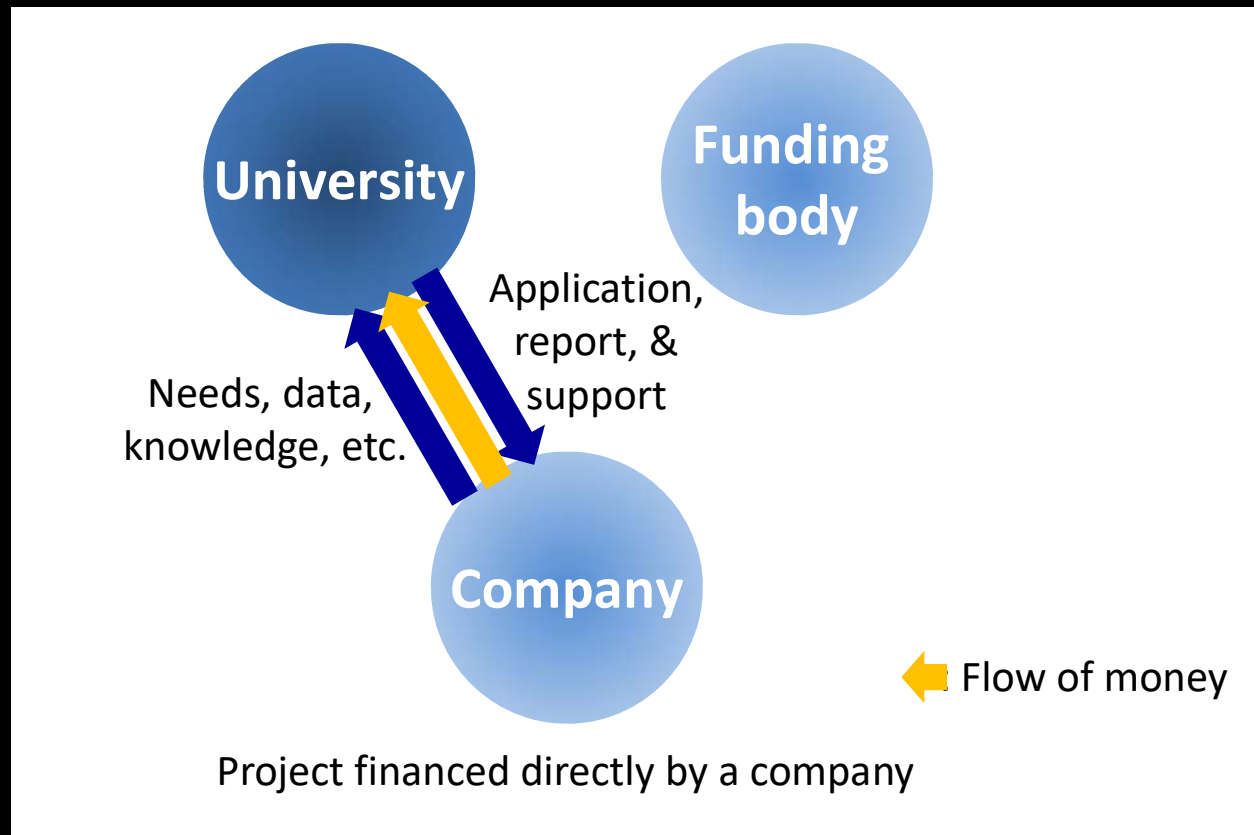 University
Funding
body
Application,
report, &
support
Needs, data,
knowledge, etc.
Company
: Flow of money
Project financed directly by a company